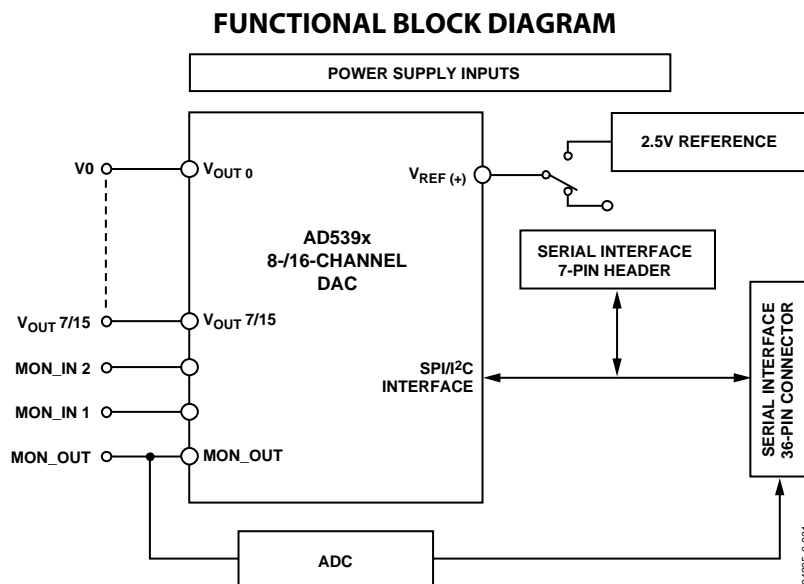 FUNCTIONAL BLOCK DIAGRAM
POWER SUPPLY INPUTS
2.5V REFERENCE
V0
VOUT 0
VREF (+)
AD539x
8-/16-CHANNEL
DAC
SERIAL INTERFACE
7-PIN HEADER
VOUT 7/15
VOUT 7/15
MON_IN 2
SPI/I2C
INTERFACE
MON_IN 1
MON_OUT
MON_OUT
SERIAL INTERFACE
36-PIN CONNECTOR
ADC